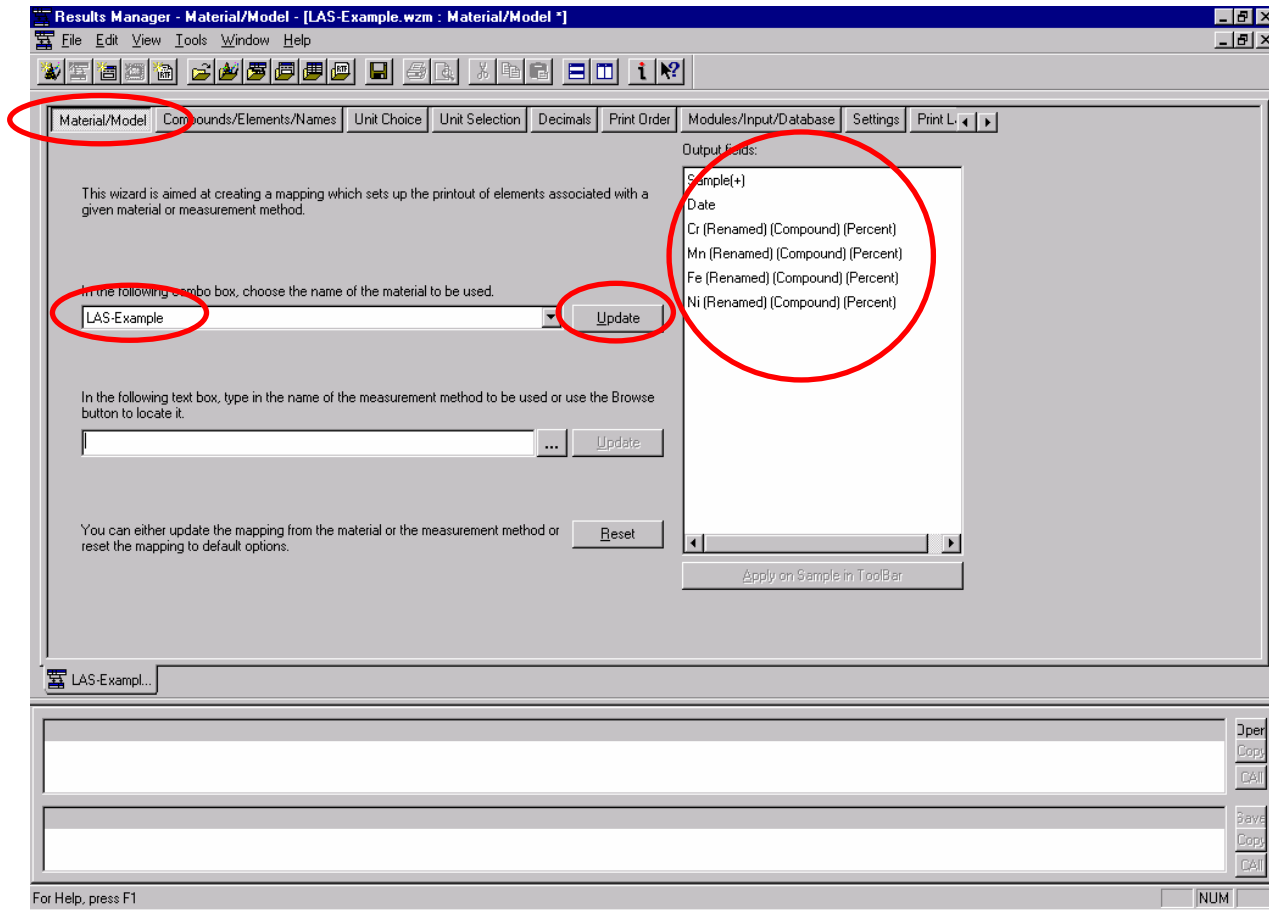 Results Manager - Material/Model - [LAS-Example.wzm : Material/Model *]
File Edit View Tools Window Help
Material/Model Compounds/Elements/Names Unit Choice Unit Selection Decimals Print Order Modules/Input/Database Settings Print L
Output fields:
This wizard is aimed at creating a mapping which sets up the printout of elements associated with a
given material or measurement method.
Sample(+)
Date
Cr (Renamed) (Compound) (Percent)
Mn (Renamed) (Compound) (Percent)
Fe (Renamed) (Compound) (Percent)
Ni (Renamed) (Compound) (Percent)
In the following combo box, choose the name of the material to be used.
LAS-Example Update
In the following text box, type in the name of the measurement method to be used or use the Browse
button to locate it.
... Update
You can either update the mapping from the material or the measurement method or
reset the mapping to default options.
Reset
Apply on Sample in ToolBar
LAS-Exampl...
Open
Copy
CAll
Save
Copy
CAll
For Help, press F1 NUM